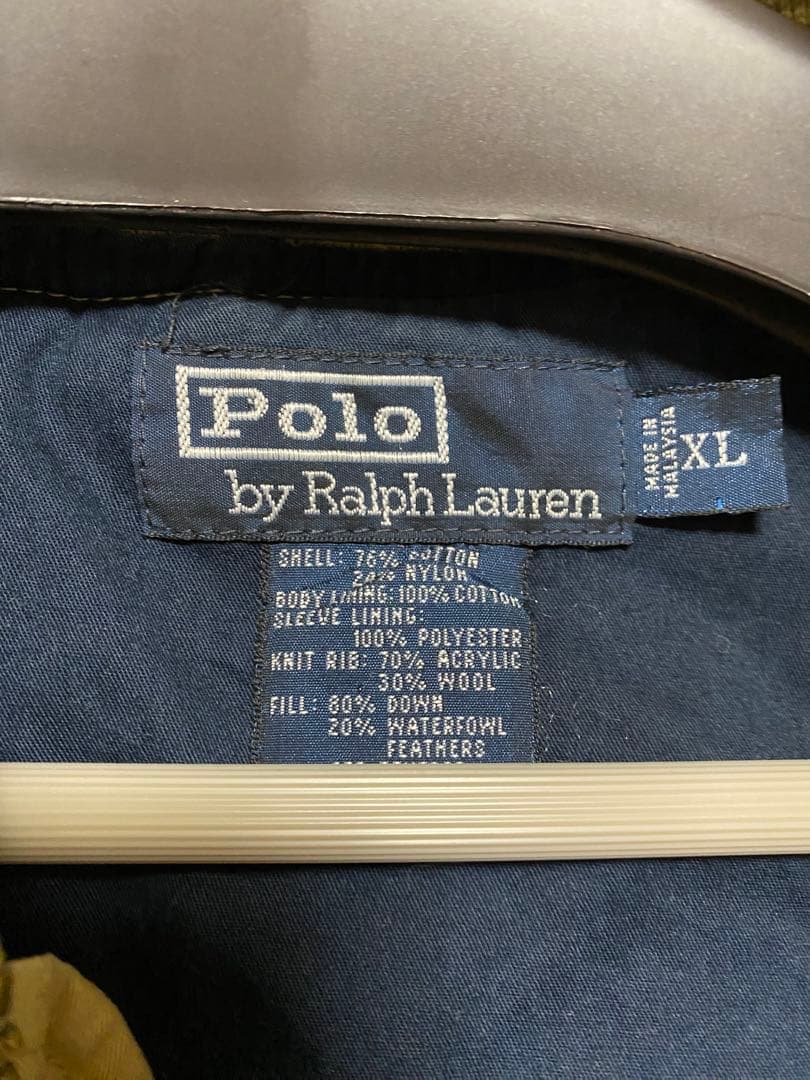 Polo
by Ralph Lauren
MADE IN
MALAYSIA
XL
SHELL: 76% COTTON
24% NYLON
BODY LINING: 100% COTTON
SLEEVE LINING:
100% POLYESTER
KNIT RIB: 70% ACRYLIC
30% WOOL
FILL: 80% DOWN
20% WATERFOWL
FEATHERS